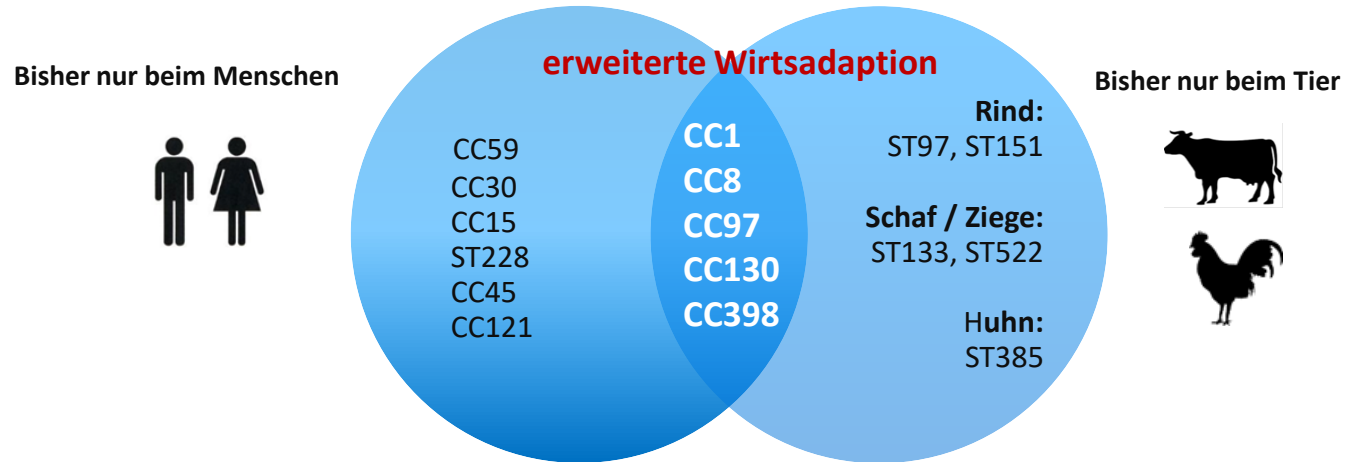 erweiterte Wirtsadaption
Bisher nur beim Menschen
CC59
CC30
CC15
ST228
CC45
CC121
CC1
CC8
CC97
CC130
CC398
Bisher nur beim Tier
Rind:
ST97, ST151
Schaf / Ziege:
ST133, ST522
Huhn:
ST385